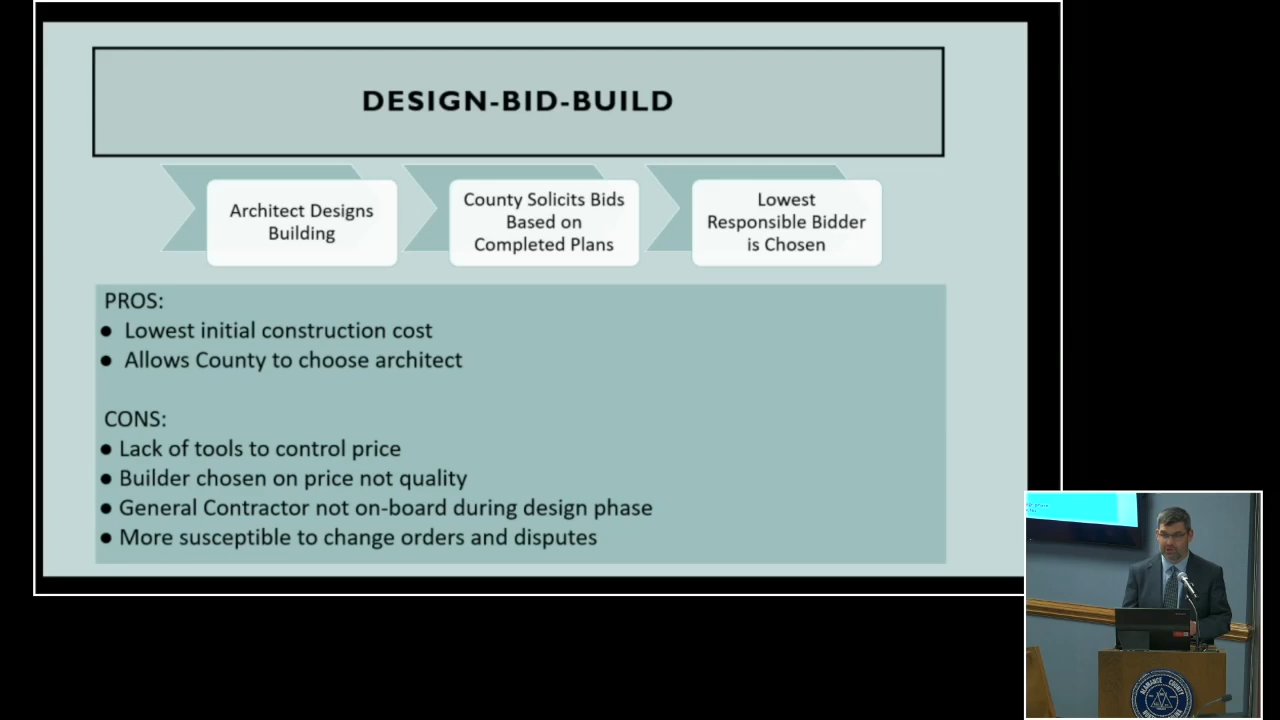 DESIGN-BID-BUILD
Architect Designs
Building
County Solicits Bids
Based on
Completed Plans
Lowest
Responsible Bidder
is Chosen
PROS:
● Lowest initial construction cost
● Allows County to choose architect
CONS:
● Lack of tools to control price
● Builder chosen on price not quality
● General Contractor not on-board during design phase
● More susceptible to change orders and disputes
ALAMANCE COUNTY